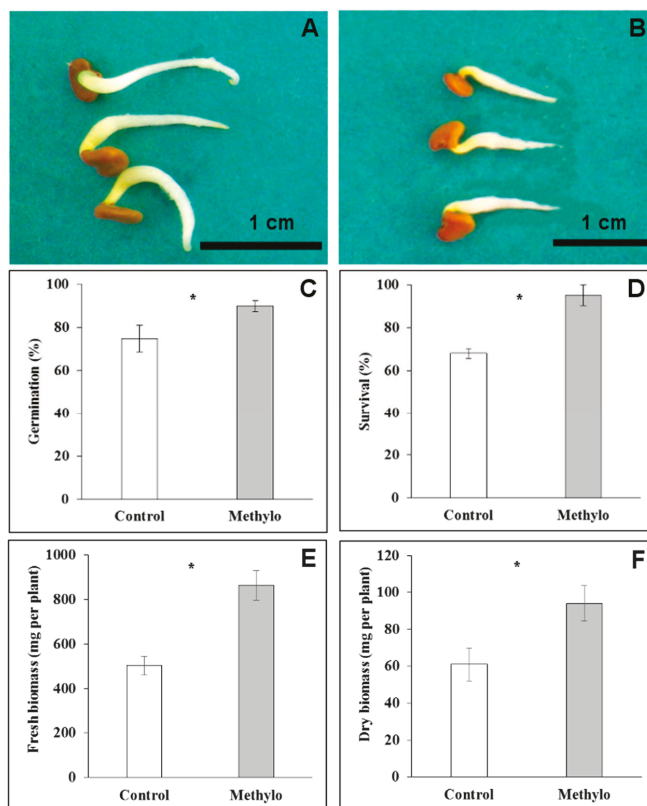 A
B
1 cm
1 cm
C
Germination (%)
100
80
60
40
20
0
*
Control
Methylo
D
Survival (%)
100
80
60
40
20
0
*
Control
Methylo
E
Fresh biomass (mg per plant)
1000
800
600
400
200
0
*
Control
Methylo
F
Dry biomass (mg per plant)
120
100
80
60
40
20
0
*
Control
Methylo